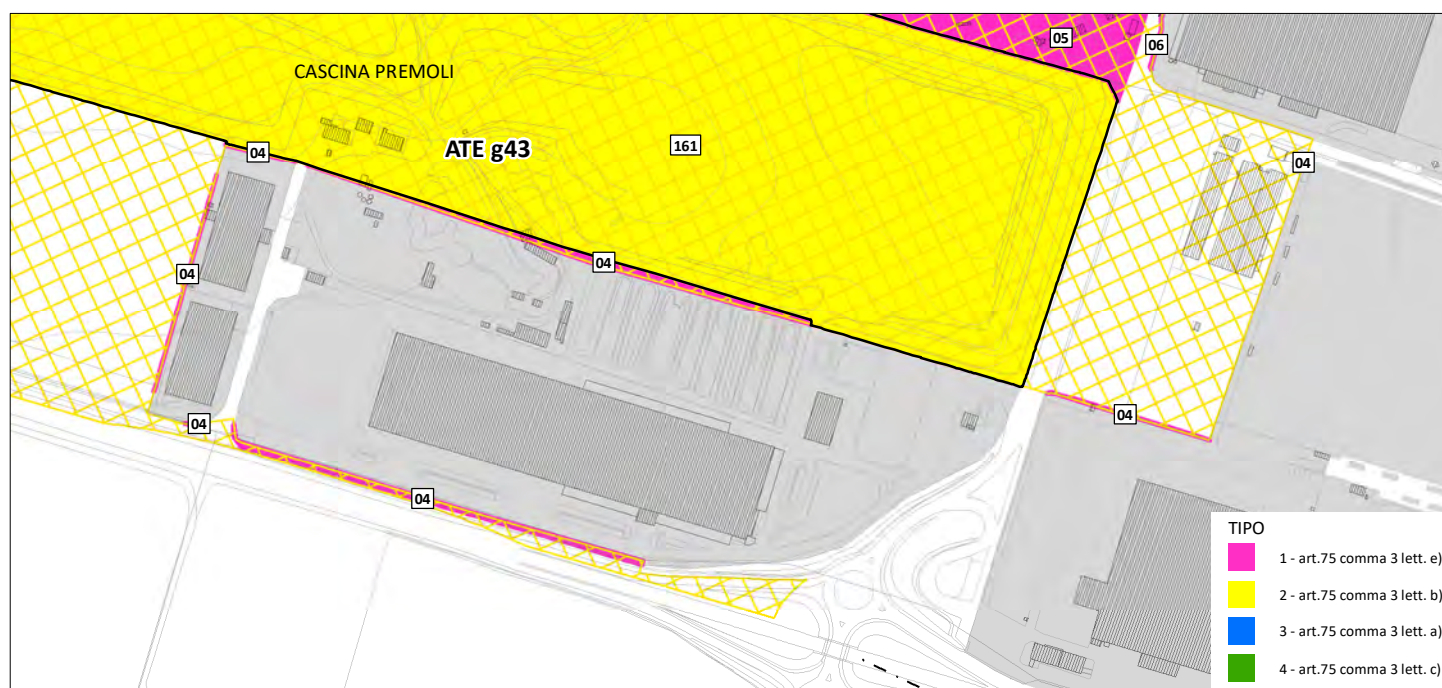 05
06
CASCINA PREMOLI
ATE g43
161
04
04
04
04
04
04
04
TIPO
1 - art.75 comma 3 lett. e)
2 - art.75 comma 3 lett. b)
3 - art.75 comma 3 lett. a)
4 - art.75 comma 3 lett. c)